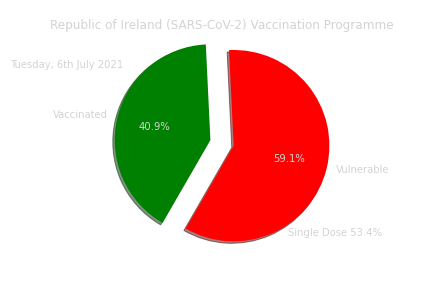 Republic of Ireland (SARS-CoV-2) Vaccination Programme
Tuesday, 6th July 2021
Vaccinated
40.9%
59.1%
Vulnerable
Single Dose 53.4%